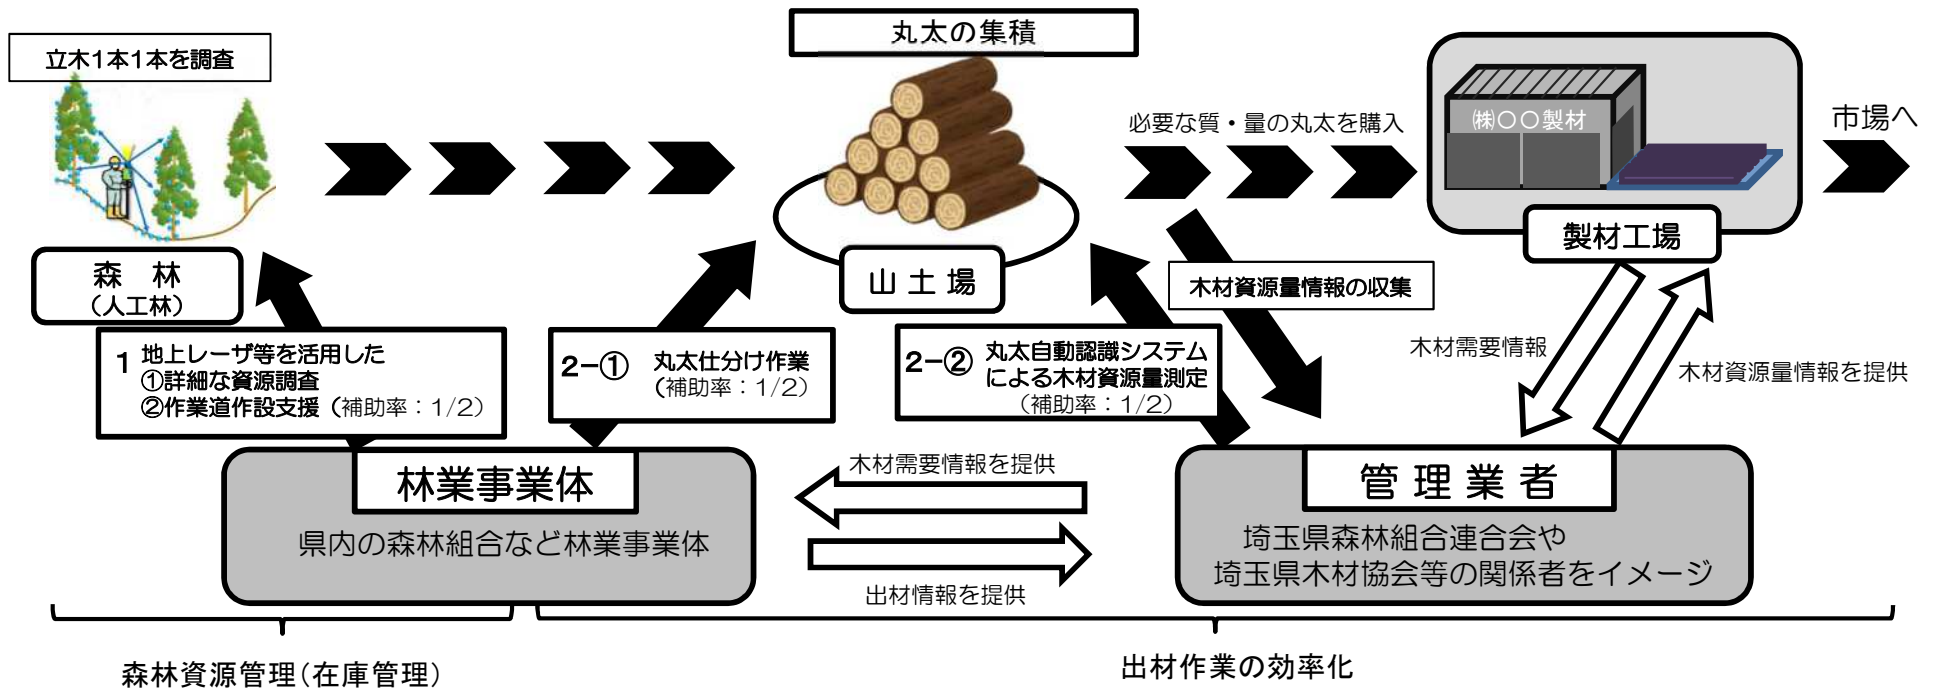 立木1本1本を調査
丸太の集積
必要な質・量の丸太を購入
㈱〇〇製材
市場へ
製材工場
森 林
(人工林)
山土場
木材資源量情報の収集
1 地上レーザ等を活用した
①詳細な資源調査
②作業道作設支援(補助率:1/2)
2-① 丸太仕分け作業
(補助率:1/2)
2-② 丸太自動認識システム
による木材資源量測定
(補助率:1/2)
木材需要情報
木材資源量情報を提供
林業事業体
県内の森林組合など林業事業体
木材需要情報を提供
出材情報を提供
管理業者
埼玉県森林組合連合会や
埼玉県木材協会等の関係者をイメージ
森林資源管理(在庫管理)
出材作業の効率化